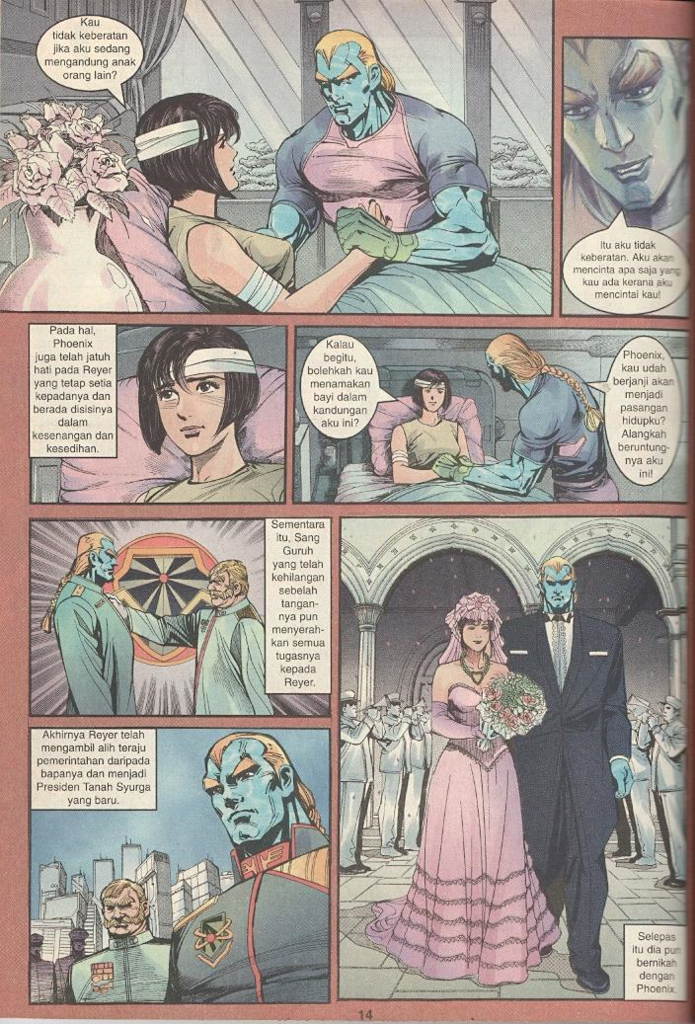 Kau
tidak keberatan
jika aku sedang
mengandung anak
orang lain?
Itu aku tidak
keberatan. Aku akan
mencinta apa saja yang
kau ada kerana aku
mencintai kau!
Pada hal,
Phoenix
juga telah jatuh
hati pada Reyer
yang tetap setia
kepadanya dan
berada disisinya
dalam
kesenangan dan
kesedihan.
Kalau
begitu,
bolehkah kau
menamakan
bayi dalam
kandungan
aku ini?
Phoenix,
kau udah
berjanji akan
menjadi
pasangan
hidupku?
Alangkah
beruntung-
nya aku
ini!
Sementara
itu, Sang
Guruh
yang telah
kehilangan
sebelah
tangan-
nya pun
menyerah-
kan semua
tugasnya
kepada
Reyer.
Akhirnya Reyer telah
mengambil alih teraju
pemerintahan daripada
bapanya dan menjadi
Presiden Tanah Syurga
yang baru.
Selepas
itu dia pun
bernikah
dengan
Phoenix.
14